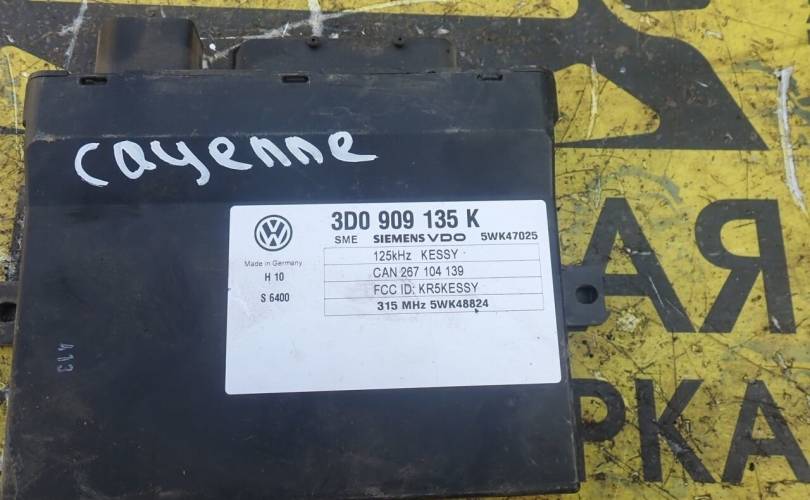 cayenne
3D0 909 135 K
SME SIEMENS VDO 5WK47025
Made in Germany
H 10
S 6400
125kHz KESSY
CAN 267 104 139
FCC ID: KR5KESSY
315 MHz 5WK48824
413
АЯ
РКА